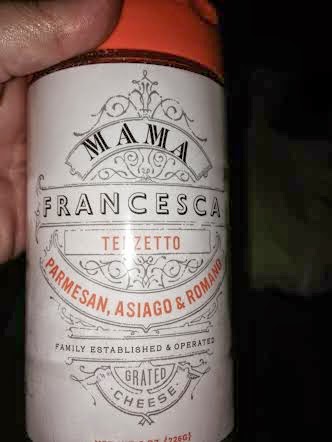 MAMA
FRANCESCA
TERZETTO
PARMESAN, ASIAGO & ROMANO
FAMILY ESTABLISHED & OPERATED
GRATED
CHEESE